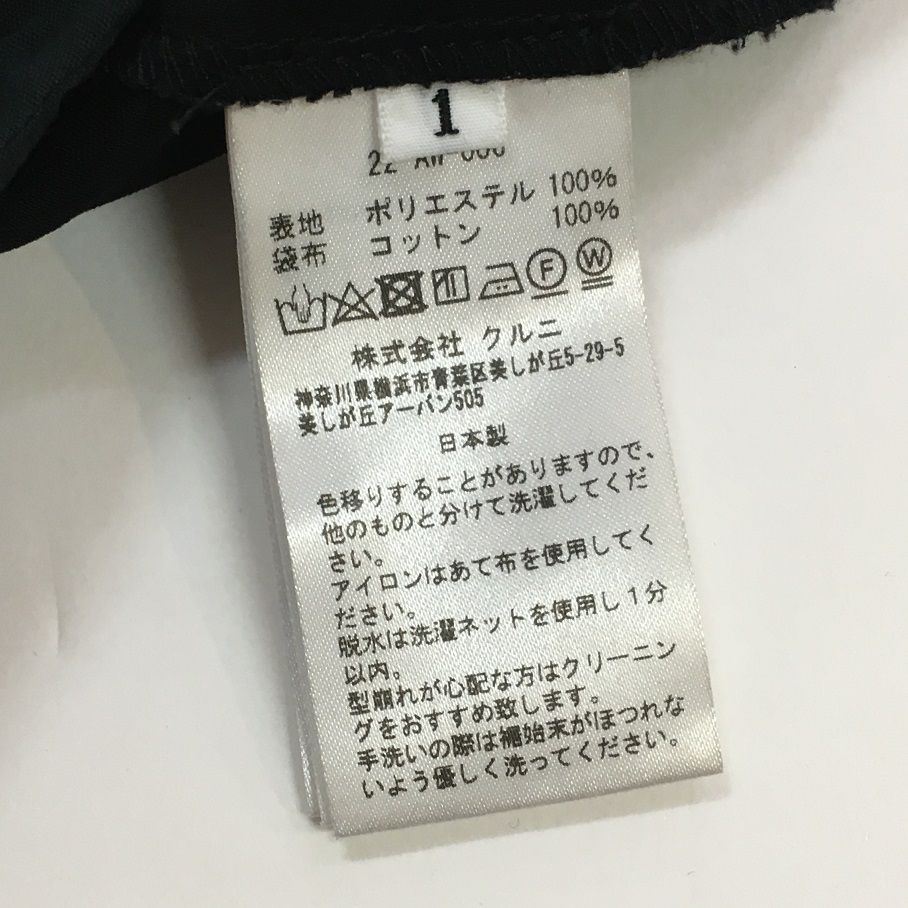 1
表地 ポリエステル 100%
袋布 コットン 100%
F W
株式会社 クルニ
神奈川県横浜市青葉区美しが丘5-29-5
美しが丘アーバン505
日本製
色移りすることがありますので、
他のものと分けて洗濯してくだ
さい。
アイロンはあて布を使用してく
ださい。
脱水は洗濯ネットを使用し1分
以内。
型崩れが心配な方はクリーニン
グをおすすめ致します。
手洗いの際は裾始末がほつれな
いよう優しく洗ってください。